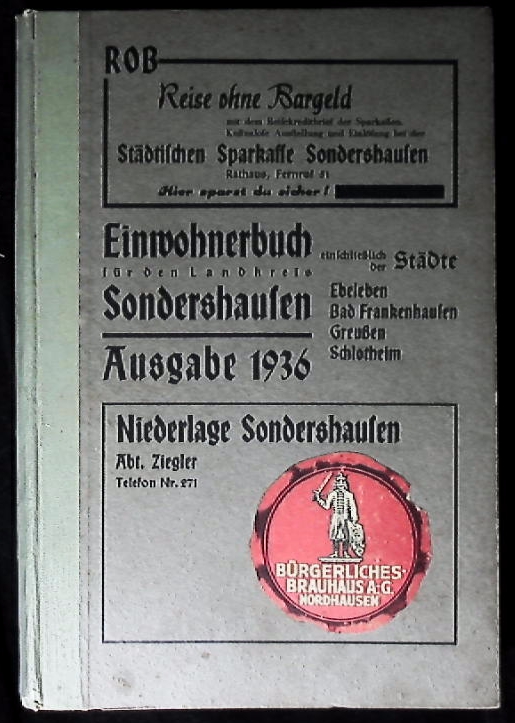 ROB
Reise ohne Bargeld
mit dem Reisekreditbrief der Sparkassen.
Kostenlose Ausstellung und Einlösung bei der
Städtischen Sparkasse Sondershausen
Rathaus, Fernruf 81
Hier sparst du sicher!
Einwohnerbuch
für den Landkreis
Sondershausen
Ausgabe 1936
einschließlich
der Städte
Ebeleben
Bad Frankenhausen
Greußen
Schlotheim
Niederlage Sondershausen
Abt. Ziegler
Telefon Nr. 271
BÜRGERLICHES-
BRAUHAUS A-G.
NORDHAUSEN